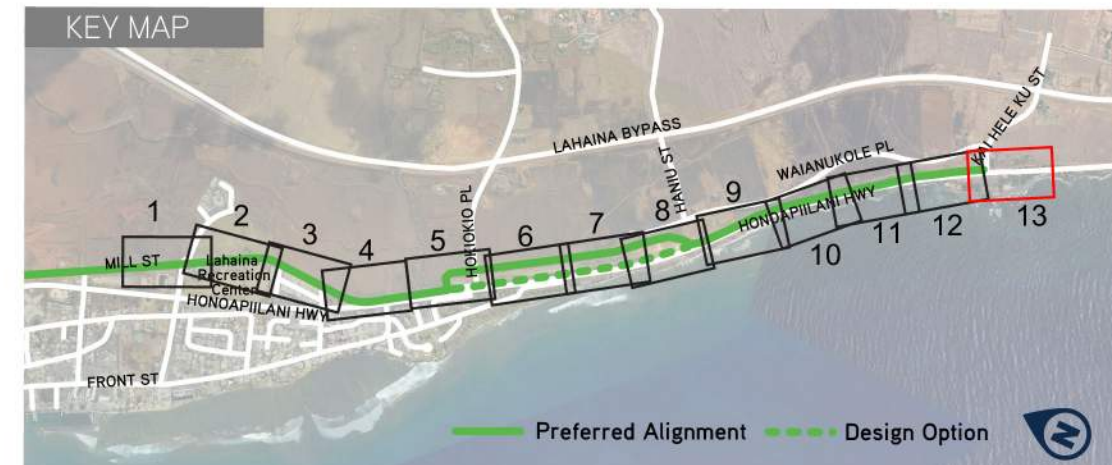 KEY MAP
KAI HELE KU ST
LAHAINA BYPASS
HANIU ST
WAIANUKOLE PL
1
2
3
4
5
HOKIOKIO PL
6
7
8
9
HONOAPIILANI HWY
10
11
12
13
MILL ST
Lahaina
Recreation
Center
HONOAPIILANI HWY
FRONT ST
Preferred Alignment
Design Option
N